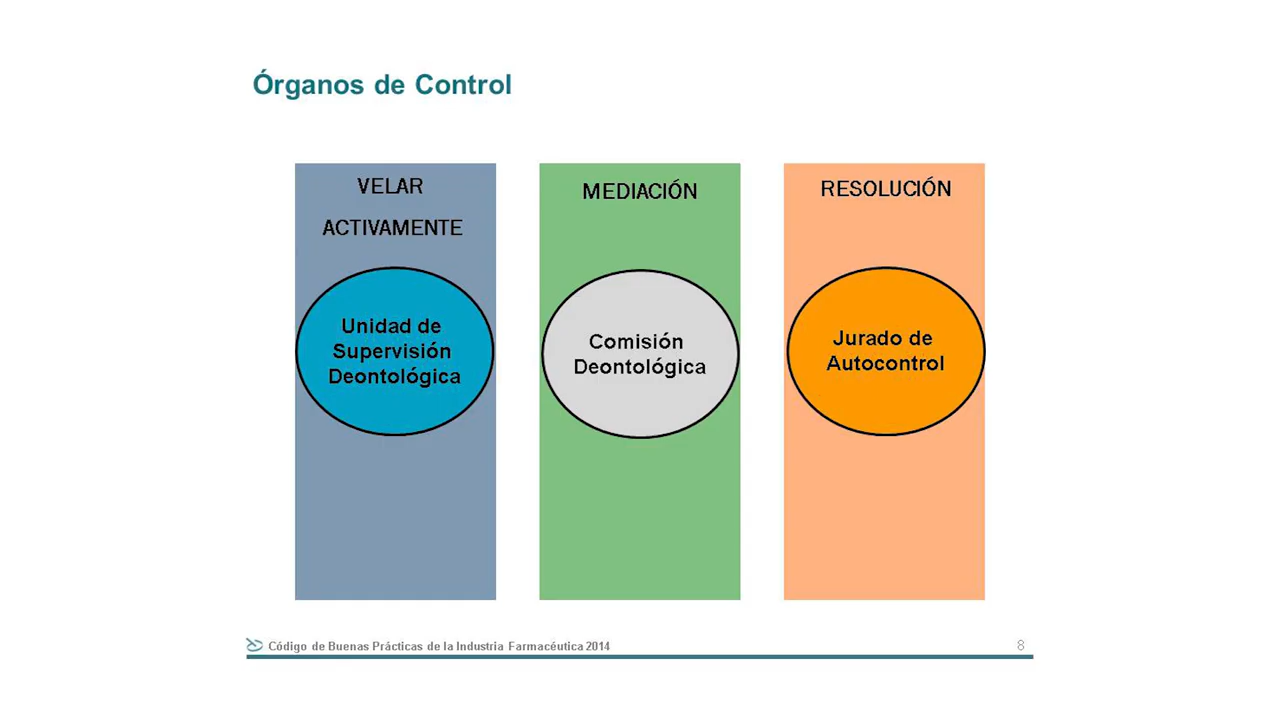 Órganos de Control
VELAR
ACTIVAMENTE
Unidad de
Supervisión
Deontológica
MEDIACIÓN
Comisión
Deontológica
RESOLUCIÓN
Jurado de
Autocontrol
Código de Buenas Prácticas de la Industria Farmacéutica 2014
8